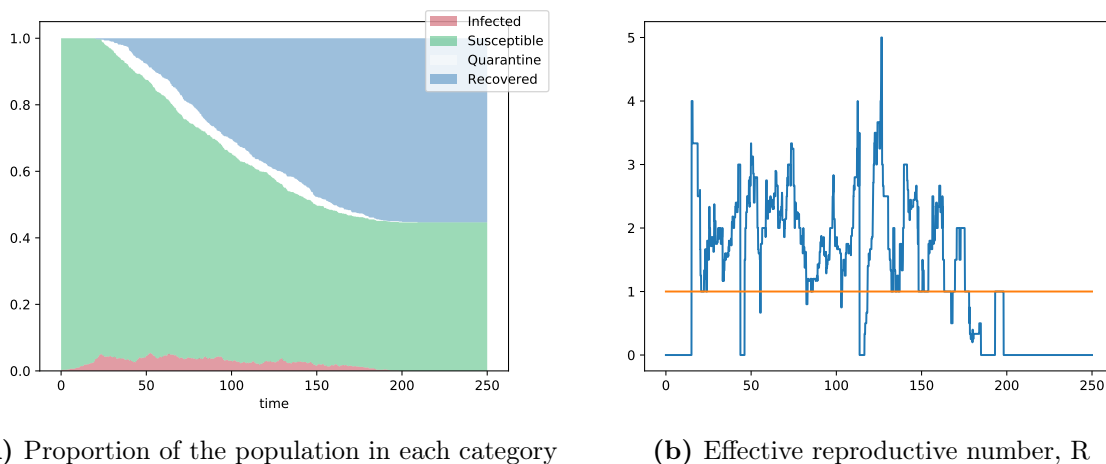 Infected
Susceptible
Quarantine
Recovered
1.0
0.8
0.6
0.4
0.2
0.0
0 50 100 150 200 250
time
5
4
3
2
1
0
0 50 100 150 200 250
) Proportion of the population in each category
(b) Effective reproductive number, R